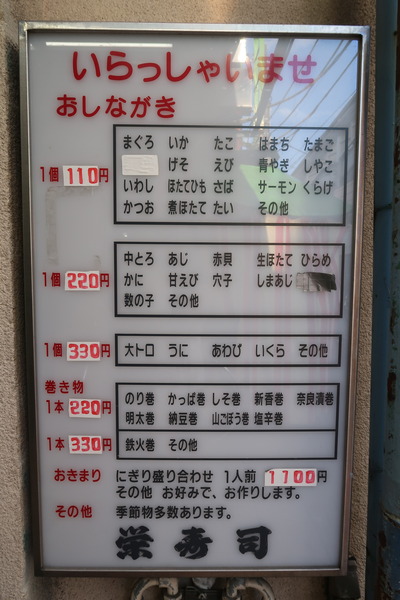 いらっしゃいませ
おしながき
1個 110円
まぐろ いか たこ はまち たまご
げそ えび 青やぎ しやこ
いわし ほたてひも さば サーモン くらげ
かつお 煮ほたて たい その他
1個 220円
中とろ あじ 赤貝 生ほたて ひらめ
かに 甘えび 穴子 しまあじ
数の子 その他
1個 330円
大トロ うに あわび いくら その他
巻き物
1本 220円
のり巻 かっぱ巻 しそ巻 新香巻 奈良漬巻
明太巻 納豆巻 山ごぼう巻 塩辛巻
1本 330円
鉄火巻 その他
おきまり にぎり盛り合わせ 1人前 1100円
その他 お好みで、お作りします。
その他 季節物多数あります。
栄寿司